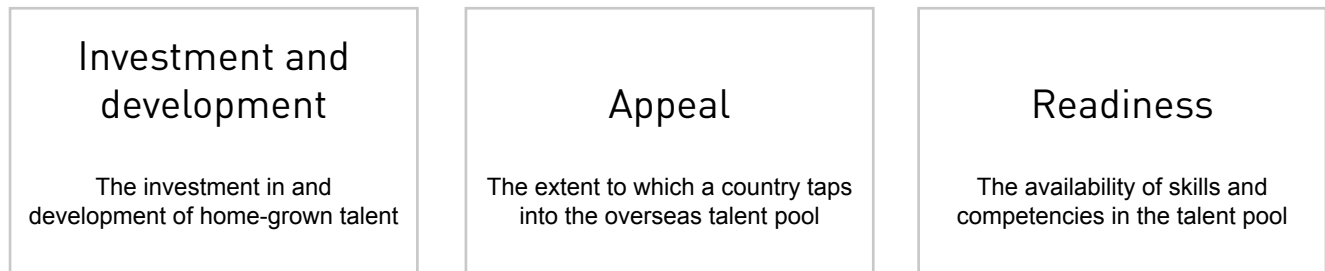 Investment and
development
The investment in and
development of home-grown talent
Appeal
The extent to which a country taps
into the overseas talent pool
Readiness
The availability of skills and
competencies in the talent pool